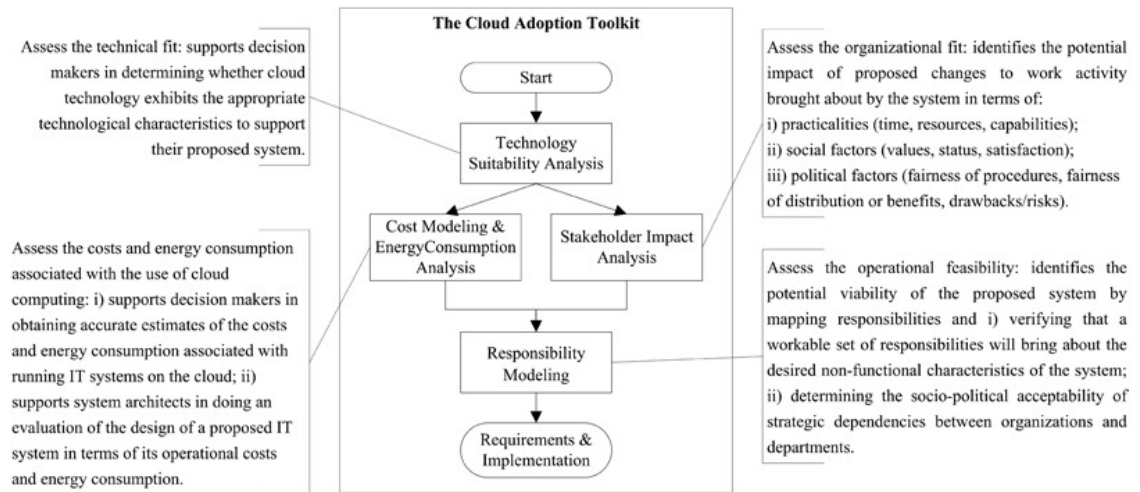 The Cloud Adoption Toolkit
Assess the technical fit: supports decision
makers in determining whether cloud
technology exhibits the appropriate
technological characteristics to support
their proposed system.
Start
Technology
Suitability Analysis
Assess the organizational fit: identifies the potential
impact of proposed changes to work activity
brought about by the system in terms of:
i) practicalities (time, resources, capabilities);
ii) social factors (values, status, satisfaction);
iii) political factors (fairness of procedures, fairness
of distribution or benefits, drawbacks/risks).
Cost Modeling &
EnergyConsumption
Analysis
Stakeholder Impact
Analysis
Assess the costs and energy consumption
associated with the use of cloud
computing: i) supports decision makers in
obtaining accurate estimates of the costs
and energy consumption associated with
running IT systems on the cloud; ii)
supports system architects in doing an
evaluation of the design of a proposed IT
system in terms of its operational costs
and energy consumption.
Responsibility
Modeling
Assess the operational feasibility: identifies the
potential viability of the proposed system by
mapping responsibilities and i) verifying that a
workable set of responsibilities will bring about the
desired non-functional characteristics of the system;
ii) determining the socio-political acceptability of
strategic dependencies between organizations and
departments.
Requirements &
Implementation